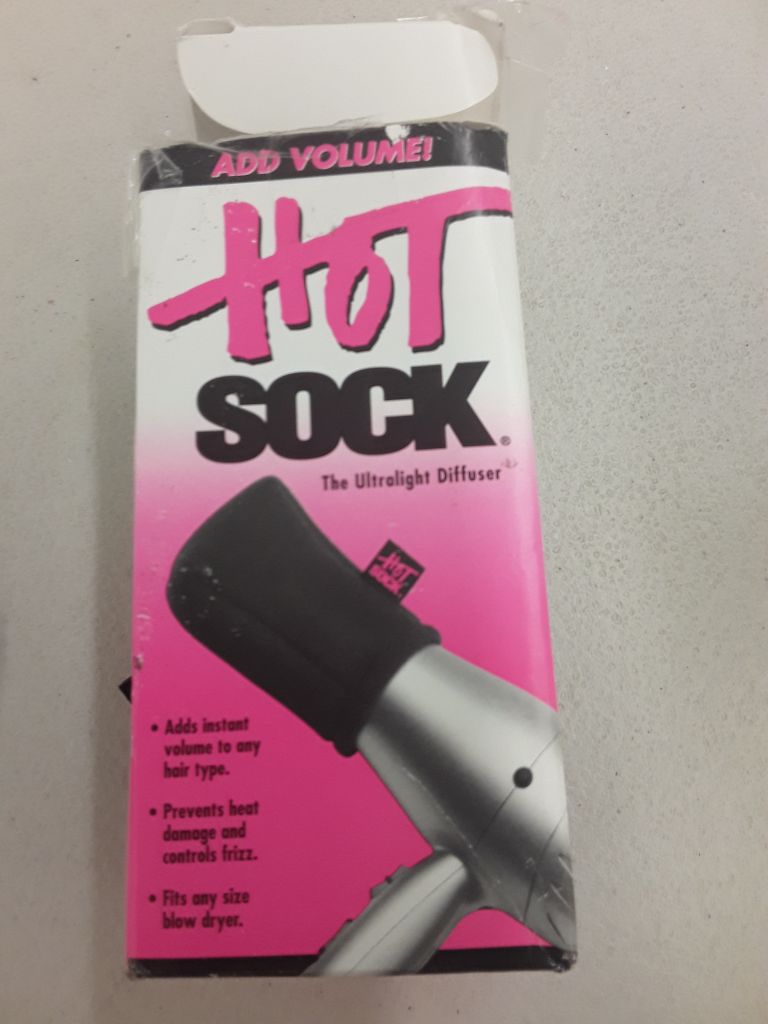 ADD VOLUME!
HOT
SOCK®
The Ultralight Diffuser
HOT
SOCK
• Adds instant
volume to any
hair type.
• Prevents heat
damage and
controls frizz.
• Fits any size
blow dryer.